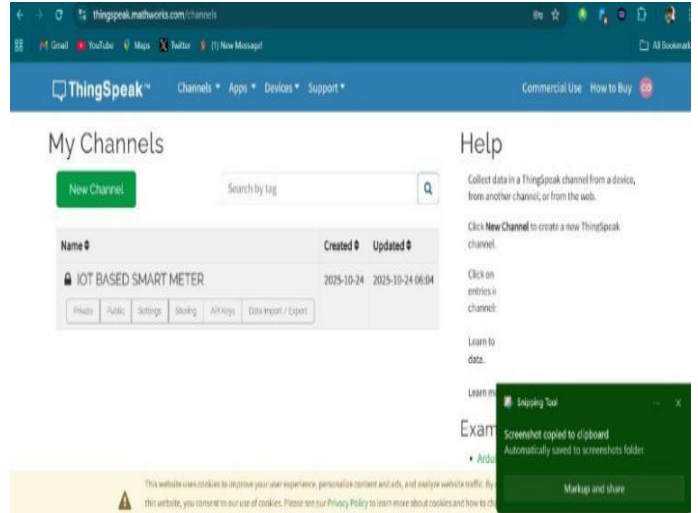 thingspeak.mathworks.com/channels
Gmail YouTube Maps Twitter (1) New Message! All Bookmark
ThingSpeak™ Channels Apps Devices Support Commercial Use How to Buy CO
My Channels
New Channel Search by tag
Name Created Updated
IOT BASED SMART METER 2025-10-24 2025-10-24 06:04
Private Public Settings Sharing API Keys Data Import / Export
Help
Collect data in a ThingSpeak channel from a device,
from another channel, or from the web.
Click New Channel to create a new ThingSpeak
channel.
Click on
entries i
channel
Learn to
data.
Learn m
Exam
Ardu
Snipping Tool
Screenshot copied to clipboard
Automatically saved to screenshots folder.
Markup and share
This website uses cookies to improve your user experience, personalize content and ads, and analyze website traffic. By
this website, you consent to our use of cookies. Please see our Privacy Policy to learn more about cookies and how to ch